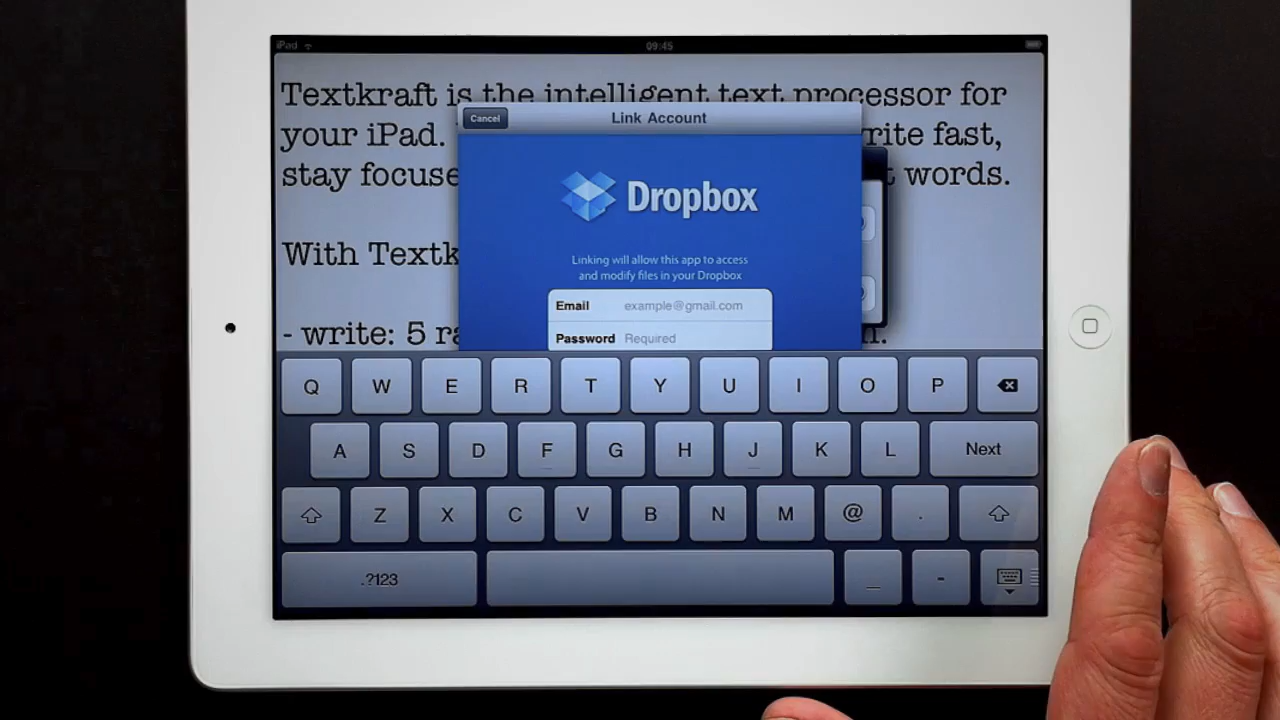 iPad 09:45
Textkraft is the intelligent text processor for
your iPad. rite fast,
stay focuse words.
With Textk
- write: 5 ra n.
Cancel Link Account
Dropbox
Linking will allow this app to access
and modify files in your Dropbox
Email example@gmail.com
Password Required
Q W E R T Y U I O P
A S D F G H J K L Next
Z X C V B N M @ .
.?123 _ -